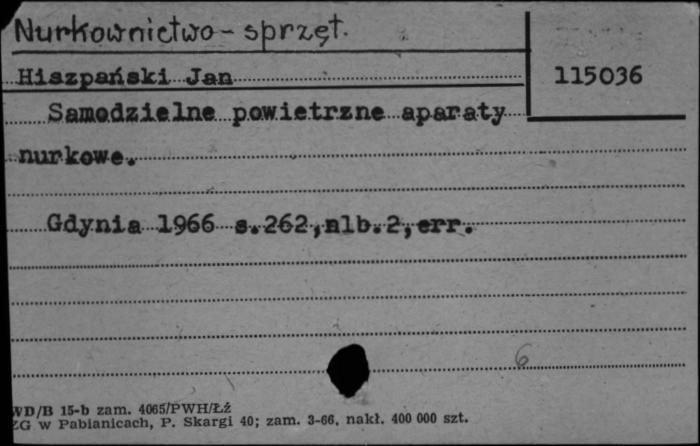 Nurkownictwo - sprzęt.
Hiszpański Jan
115036
Samodzielne powietrzne aparaty
nurkowe.
Gdynia 1966 s.262,nlb.2,err.
6
WD/B 15-b zam. 4065/PWH/Łź
ZG w Pabianicach, P. Skargi 40; zam. 3-66, nakł. 400 000 szt.